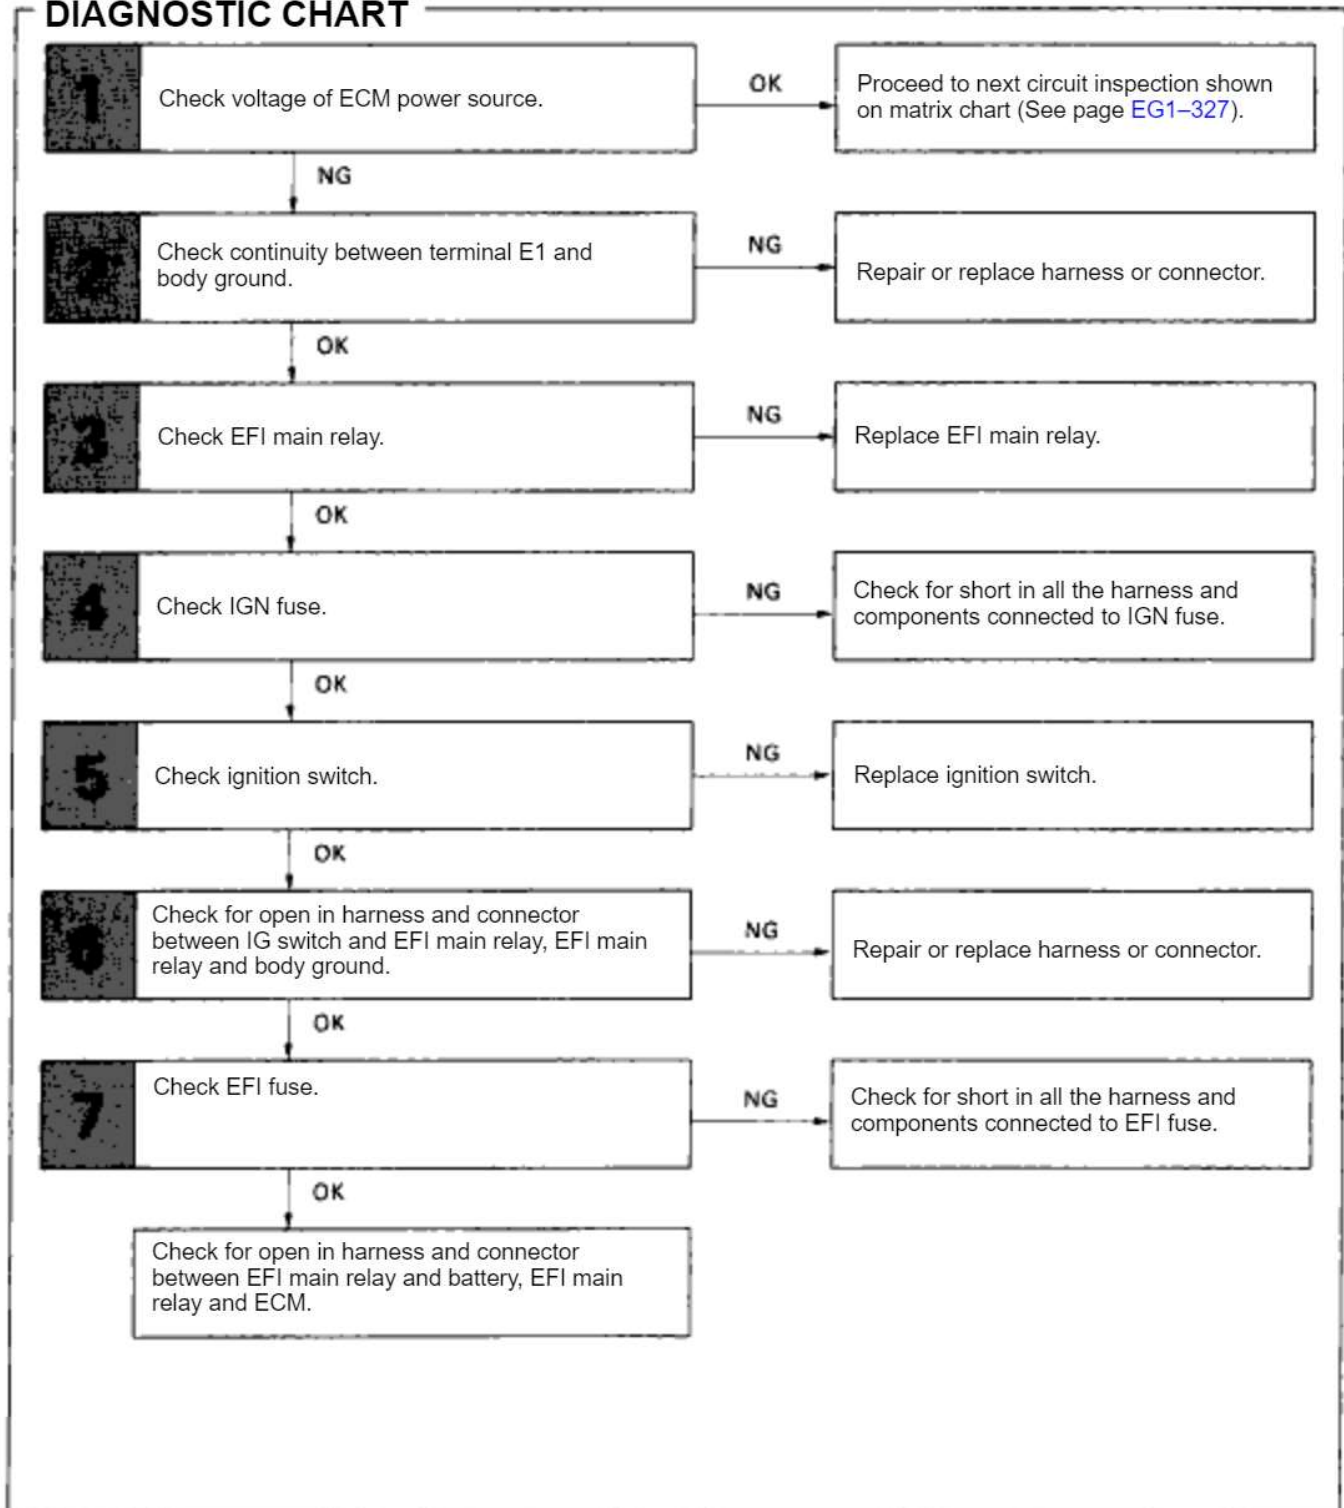 DIAGNOSTIC CHART
1
Check voltage of ECM power source.
OK
Proceed to next circuit inspection shown
on matrix chart (See page EG1–327).
NG
2
Check continuity between terminal E1 and
body ground.
NG
Repair or replace harness or connector.
OK
3
Check EFI main relay.
NG
Replace EFI main relay.
OK
4
Check IGN fuse.
NG
Check for short in all the harness and
components connected to IGN fuse.
OK
5
Check ignition switch.
NG
Replace ignition switch.
OK
6
Check for open in harness and connector
between IG switch and EFI main relay, EFI main
relay and body ground.
NG
Repair or replace harness or connector.
OK
7
Check EFI fuse.
NG
Check for short in all the harness and
components connected to EFI fuse.
OK
Check for open in harness and connector
between EFI main relay and battery, EFI main
relay and ECM.